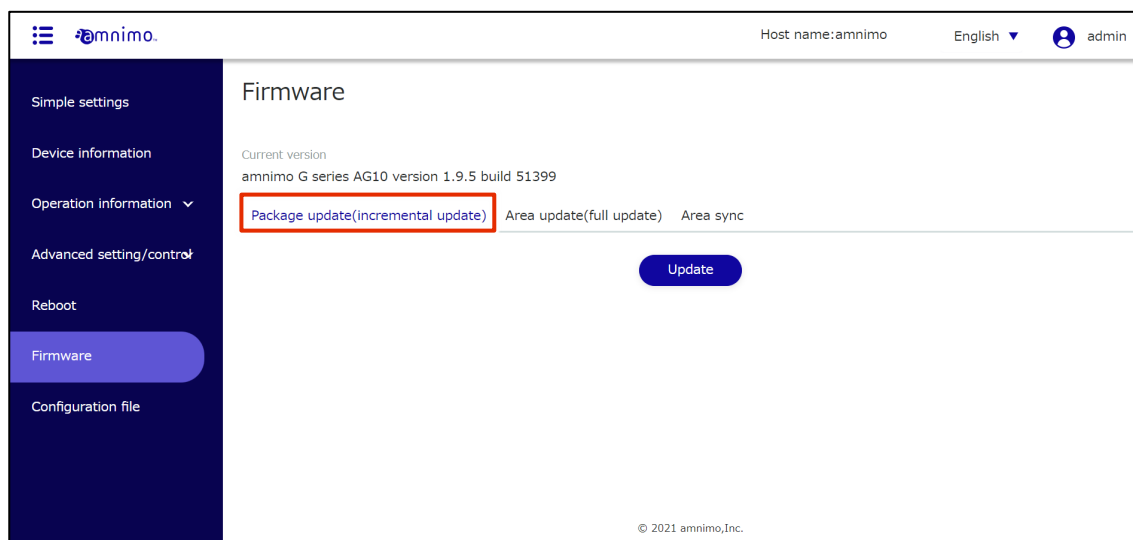 amnimo
Host name:amnimo
English
admin
Simple settings
Device information
Operation information
Advanced setting/control
Reboot
Firmware
Configuration file
Firmware
Current version
amnimo G series AG10 version 1.9.5 build 51399
Package update(incremental update) Area update(full update) Area sync
Update
© 2021 amnimo,Inc.